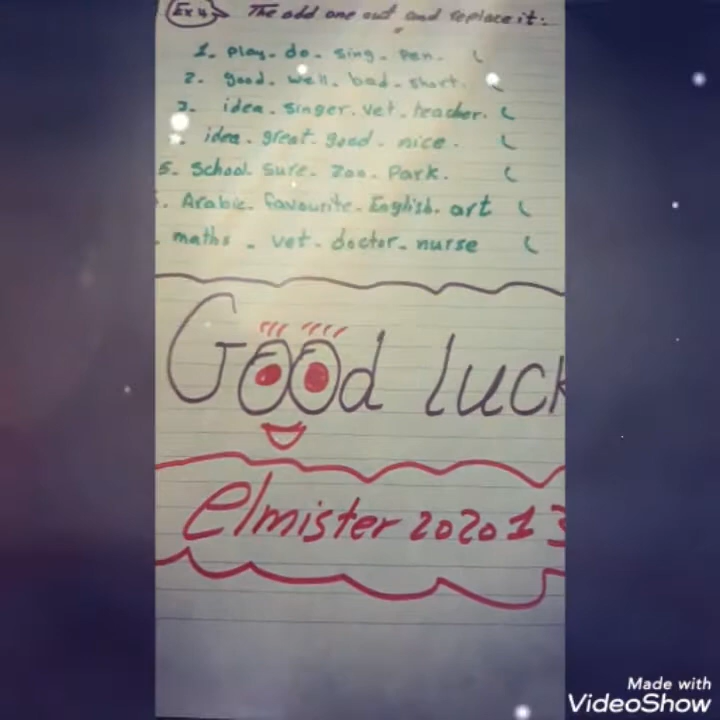 Ex 4 The odd one out and replace it:
1. play - do - sing - pen. (
2. good - well - bad - short. (
3. idea - singer - vet - teacher. (
. idea - great - good - nice. (
5. School - Sure - Zoo - Park. (
. Arabic - favourite - English - art (
. maths - vet - doctor - nurse (
Good luck
elmister 2020 13
Made with
VideoShow